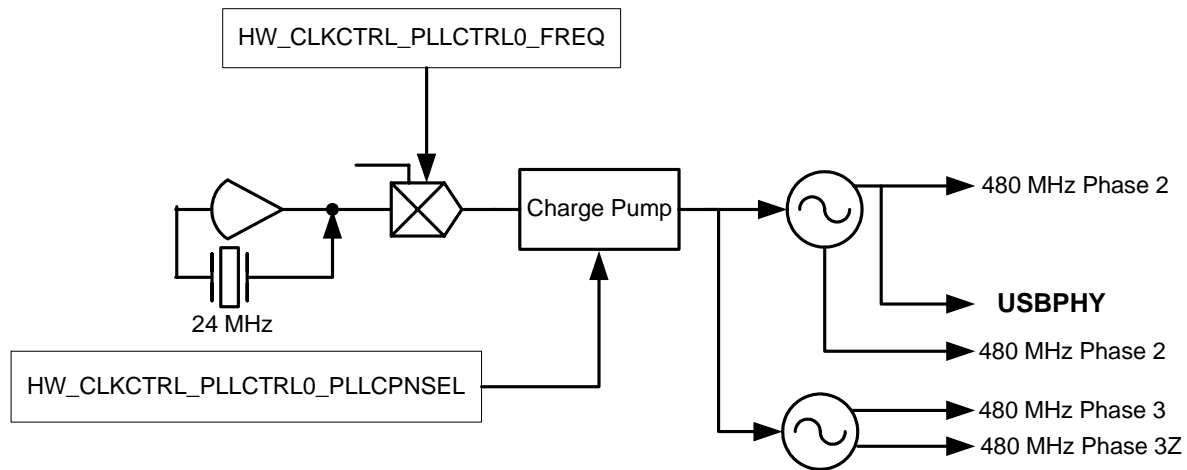 HW_CLKCTRL_PLLCTRL0_FREQ
480 MHz Phase 2
Charge Pump
USBPHY
24 MHz
480 MHz Phase 2
HW_CLKCTRL_PLLCTRL0_PLLCPNSEL
480 MHz Phase 3
480 MHz Phase 3Z